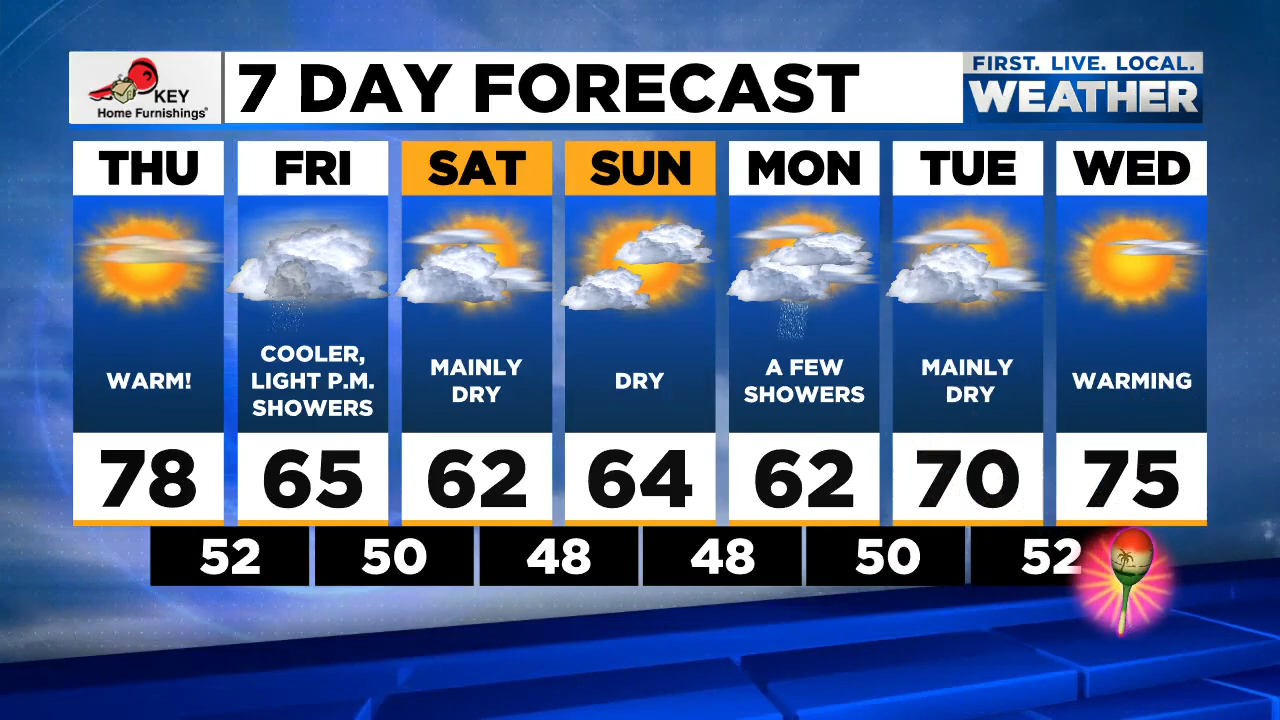 KEY
Home Furnishings®
7 DAY FORECAST
FIRST. LIVE. LOCAL.
WEATHER
THU FRI SAT SUN MON TUE WED
WARM!
COOLER,
LIGHT P.M.
SHOWERS
MAINLY
DRY
DRY
A FEW
SHOWERS
MAINLY
DRY
WARMING
78 65 62 64 62 70 75
52 50 48 48 50 52